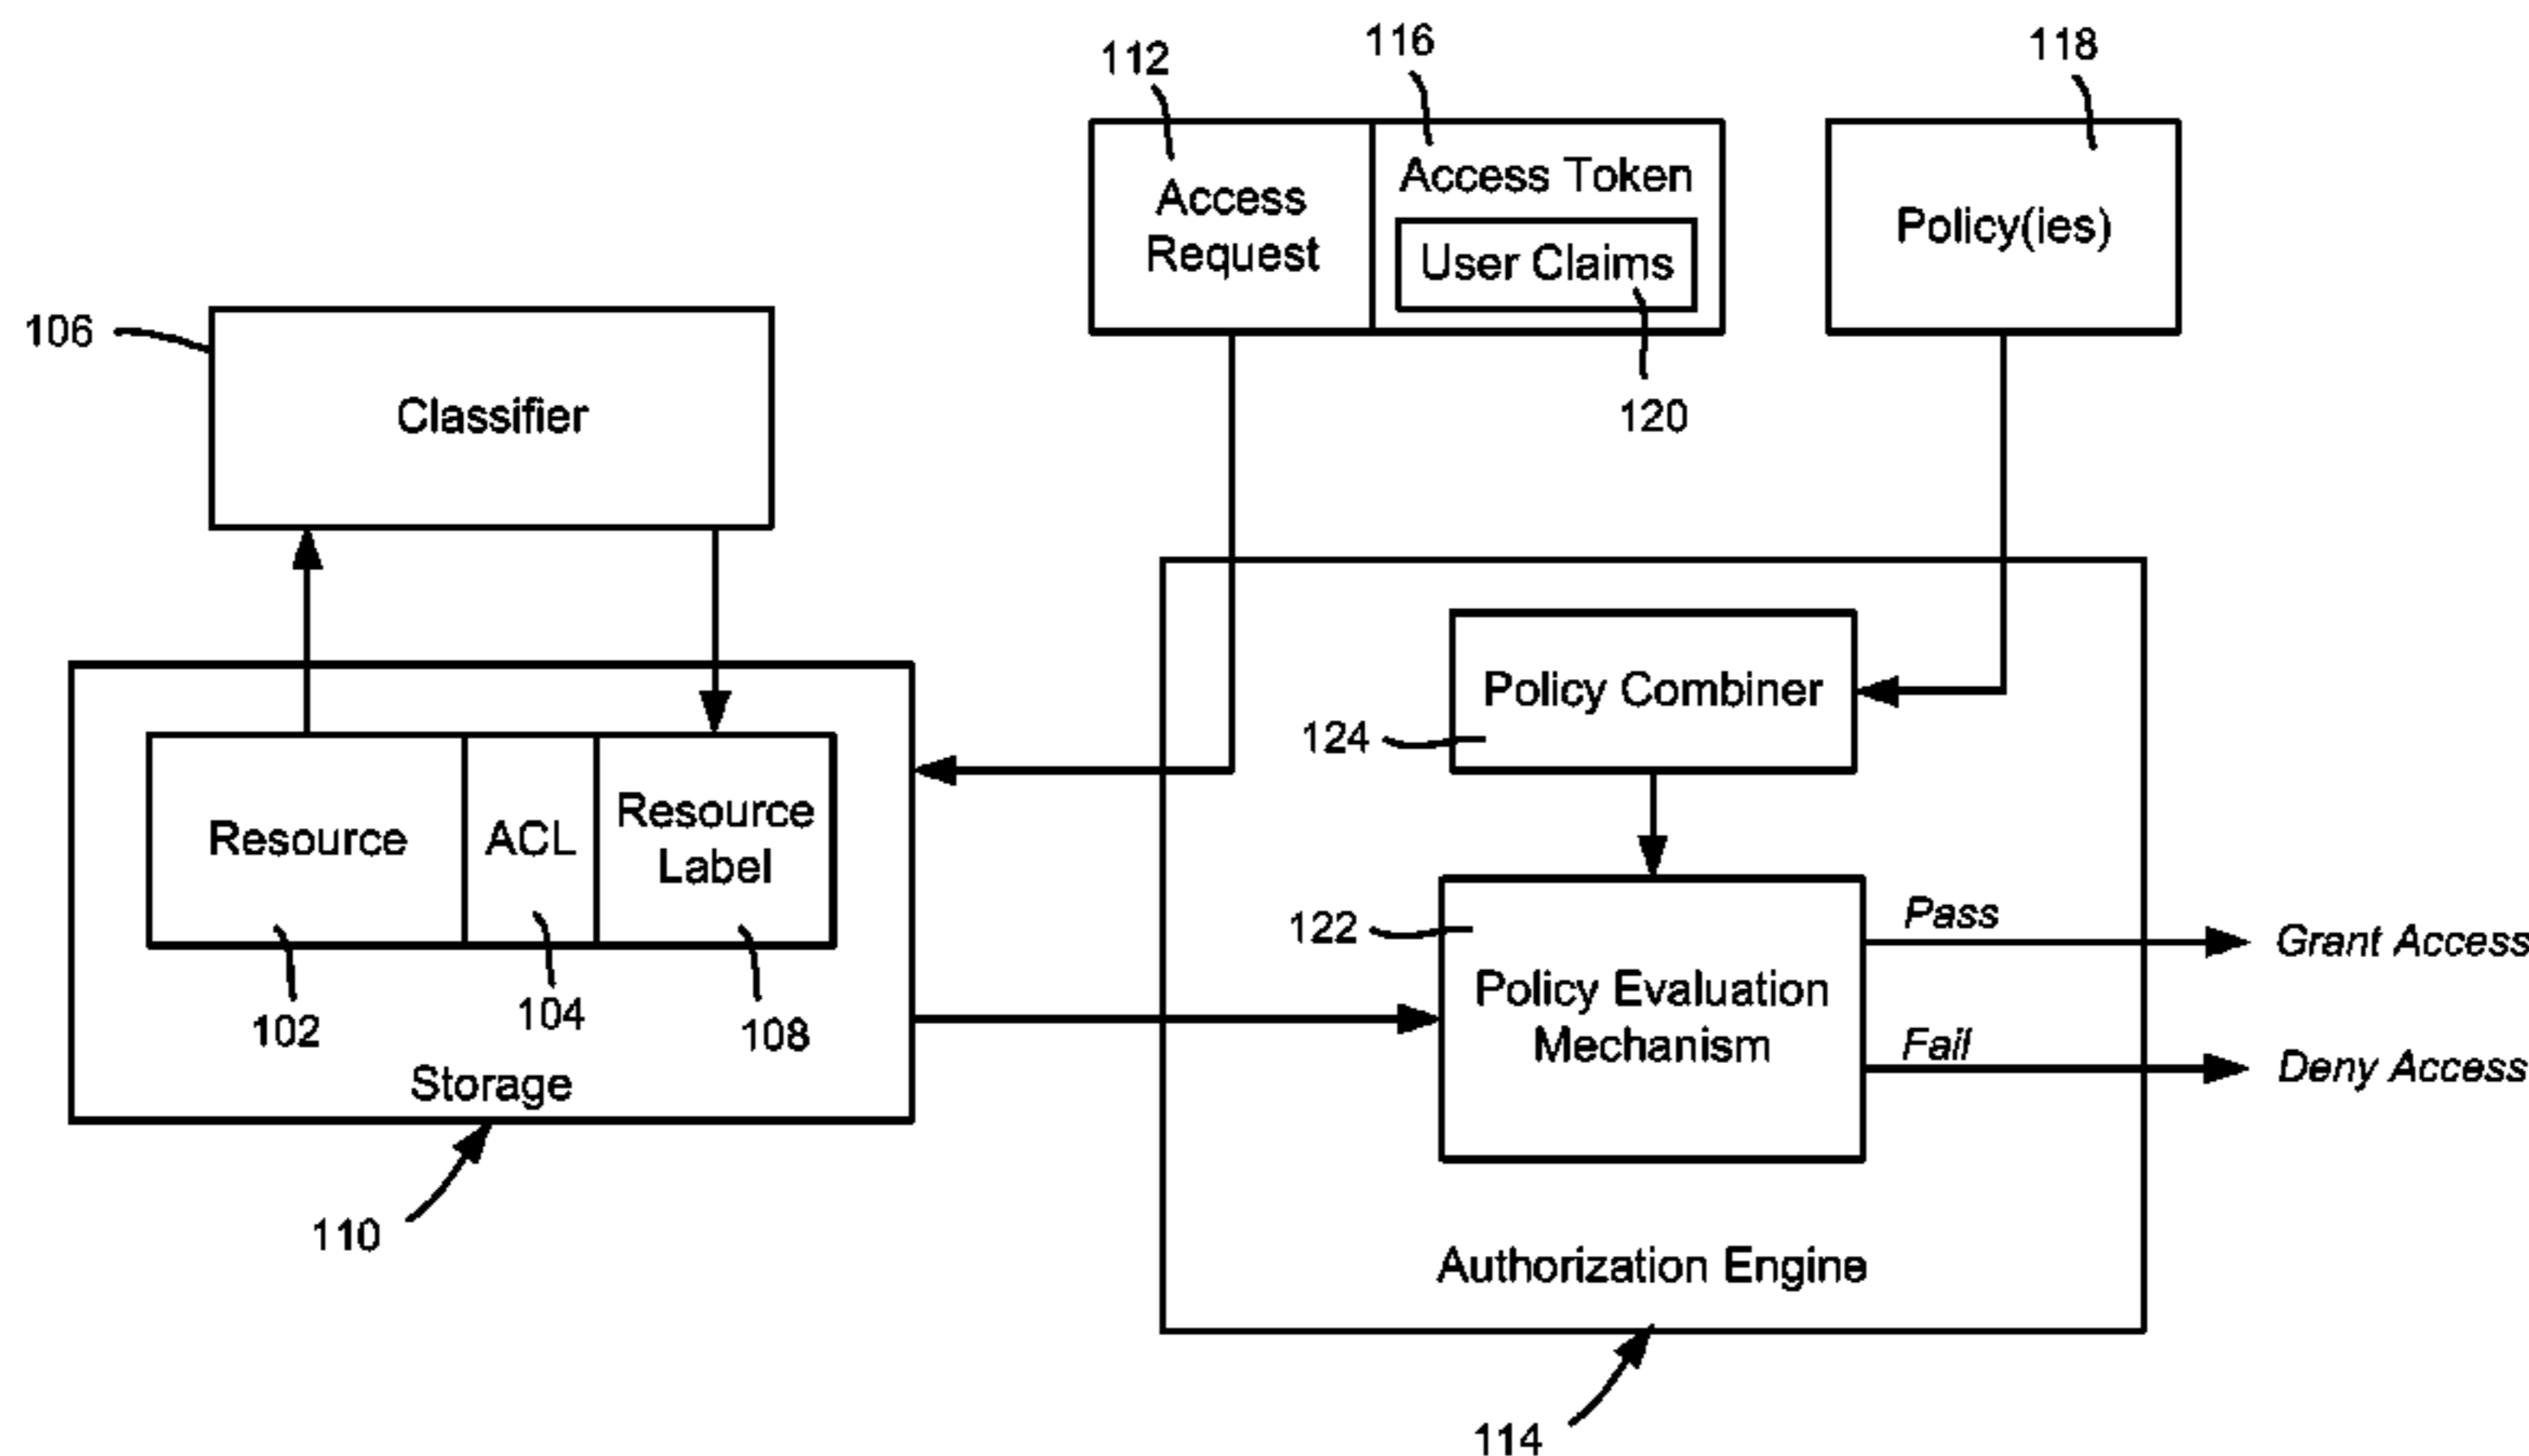 116
118
112
Access Token
Access
Request
Policy(ies)
User Claims
106
120
Classifier
Policy Combiner
124
Resource
ACL
Resource
Label
122
Pass
Grant Access
Policy Evaluation
Mechanism
102
104
108
Fail
Deny Access
Storage
110
Authorization Engine
114